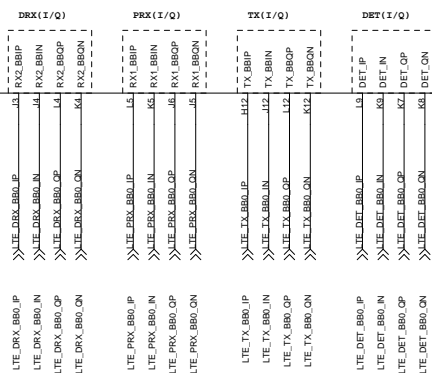 DRX(I/Q) PRX(I/Q) TX(I/Q) DET(I/Q)
RX2_BBIP
RX2_BBIN
RX2_BBQP
RX2_BBQN
RX1_BBIP
RX1_BBIN
RX1_BBQP
RX1_BBQN
TX_BBIP
TX_BBIN
TX_BBQP
TX_BBQN
DET_IP
DET_IN
DET_QP
DET_QN
J3
J4
L4
K4
L5
K5
J6
J5
H12
J12
L12
K12
L9
K9
K7
K8
LTE_DRX_BB0_IP
LTE_DRX_BB0_IN
LTE_DRX_BB0_QP
LTE_DRX_BB0_QN
LTE_PRX_BB0_IP
LTE_PRX_BB0_IN
LTE_PRX_BB0_QP
LTE_PRX_BB0_QN
LTE_TX_BB0_IP
LTE_TX_BB0_IN
LTE_TX_BB0_QP
LTE_TX_BB0_QN
LTE_DET_BB0_IP
LTE_DET_BB0_IN
LTE_DET_BB0_QP
LTE_DET_BB0_QN
LTE_DRX_BB0_IP
LTE_DRX_BB0_IN
LTE_DRX_BB0_QP
LTE_DRX_BB0_QN
LTE_PRX_BB0_IP
LTE_PRX_BB0_IN
LTE_PRX_BB0_QP
LTE_PRX_BB0_QN
LTE_TX_BB0_IP
LTE_TX_BB0_IN
LTE_TX_BB0_QP
LTE_TX_BB0_QN
LTE_DET_BB0_IP
LTE_DET_BB0_IN
LTE_DET_BB0_QP
LTE_DET_BB0_QN